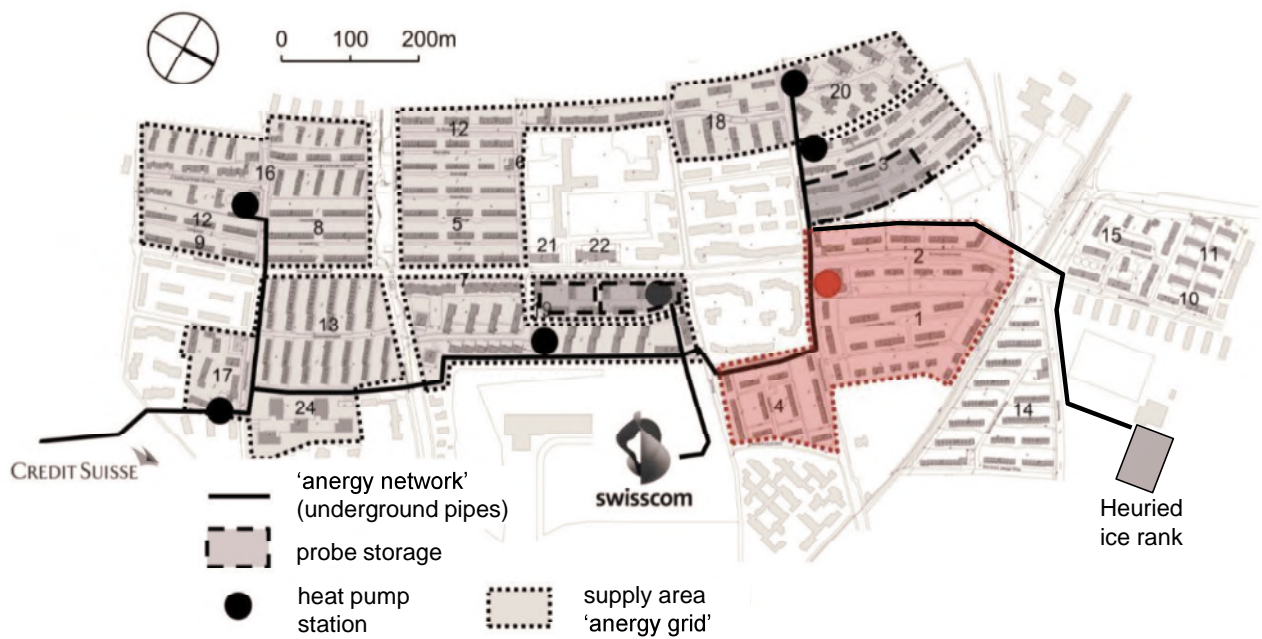 0 100 200m
20
12
18
6
3
16
12
8
5
9
21
22
15
11
2
7
10
19
13
1
17
4
14
24
CREDIT SUISSE
swisscom
'anergy network'
(underground pipes)
probe storage
heat pump
station
supply area
'anergy grid'
Heuried
ice rank